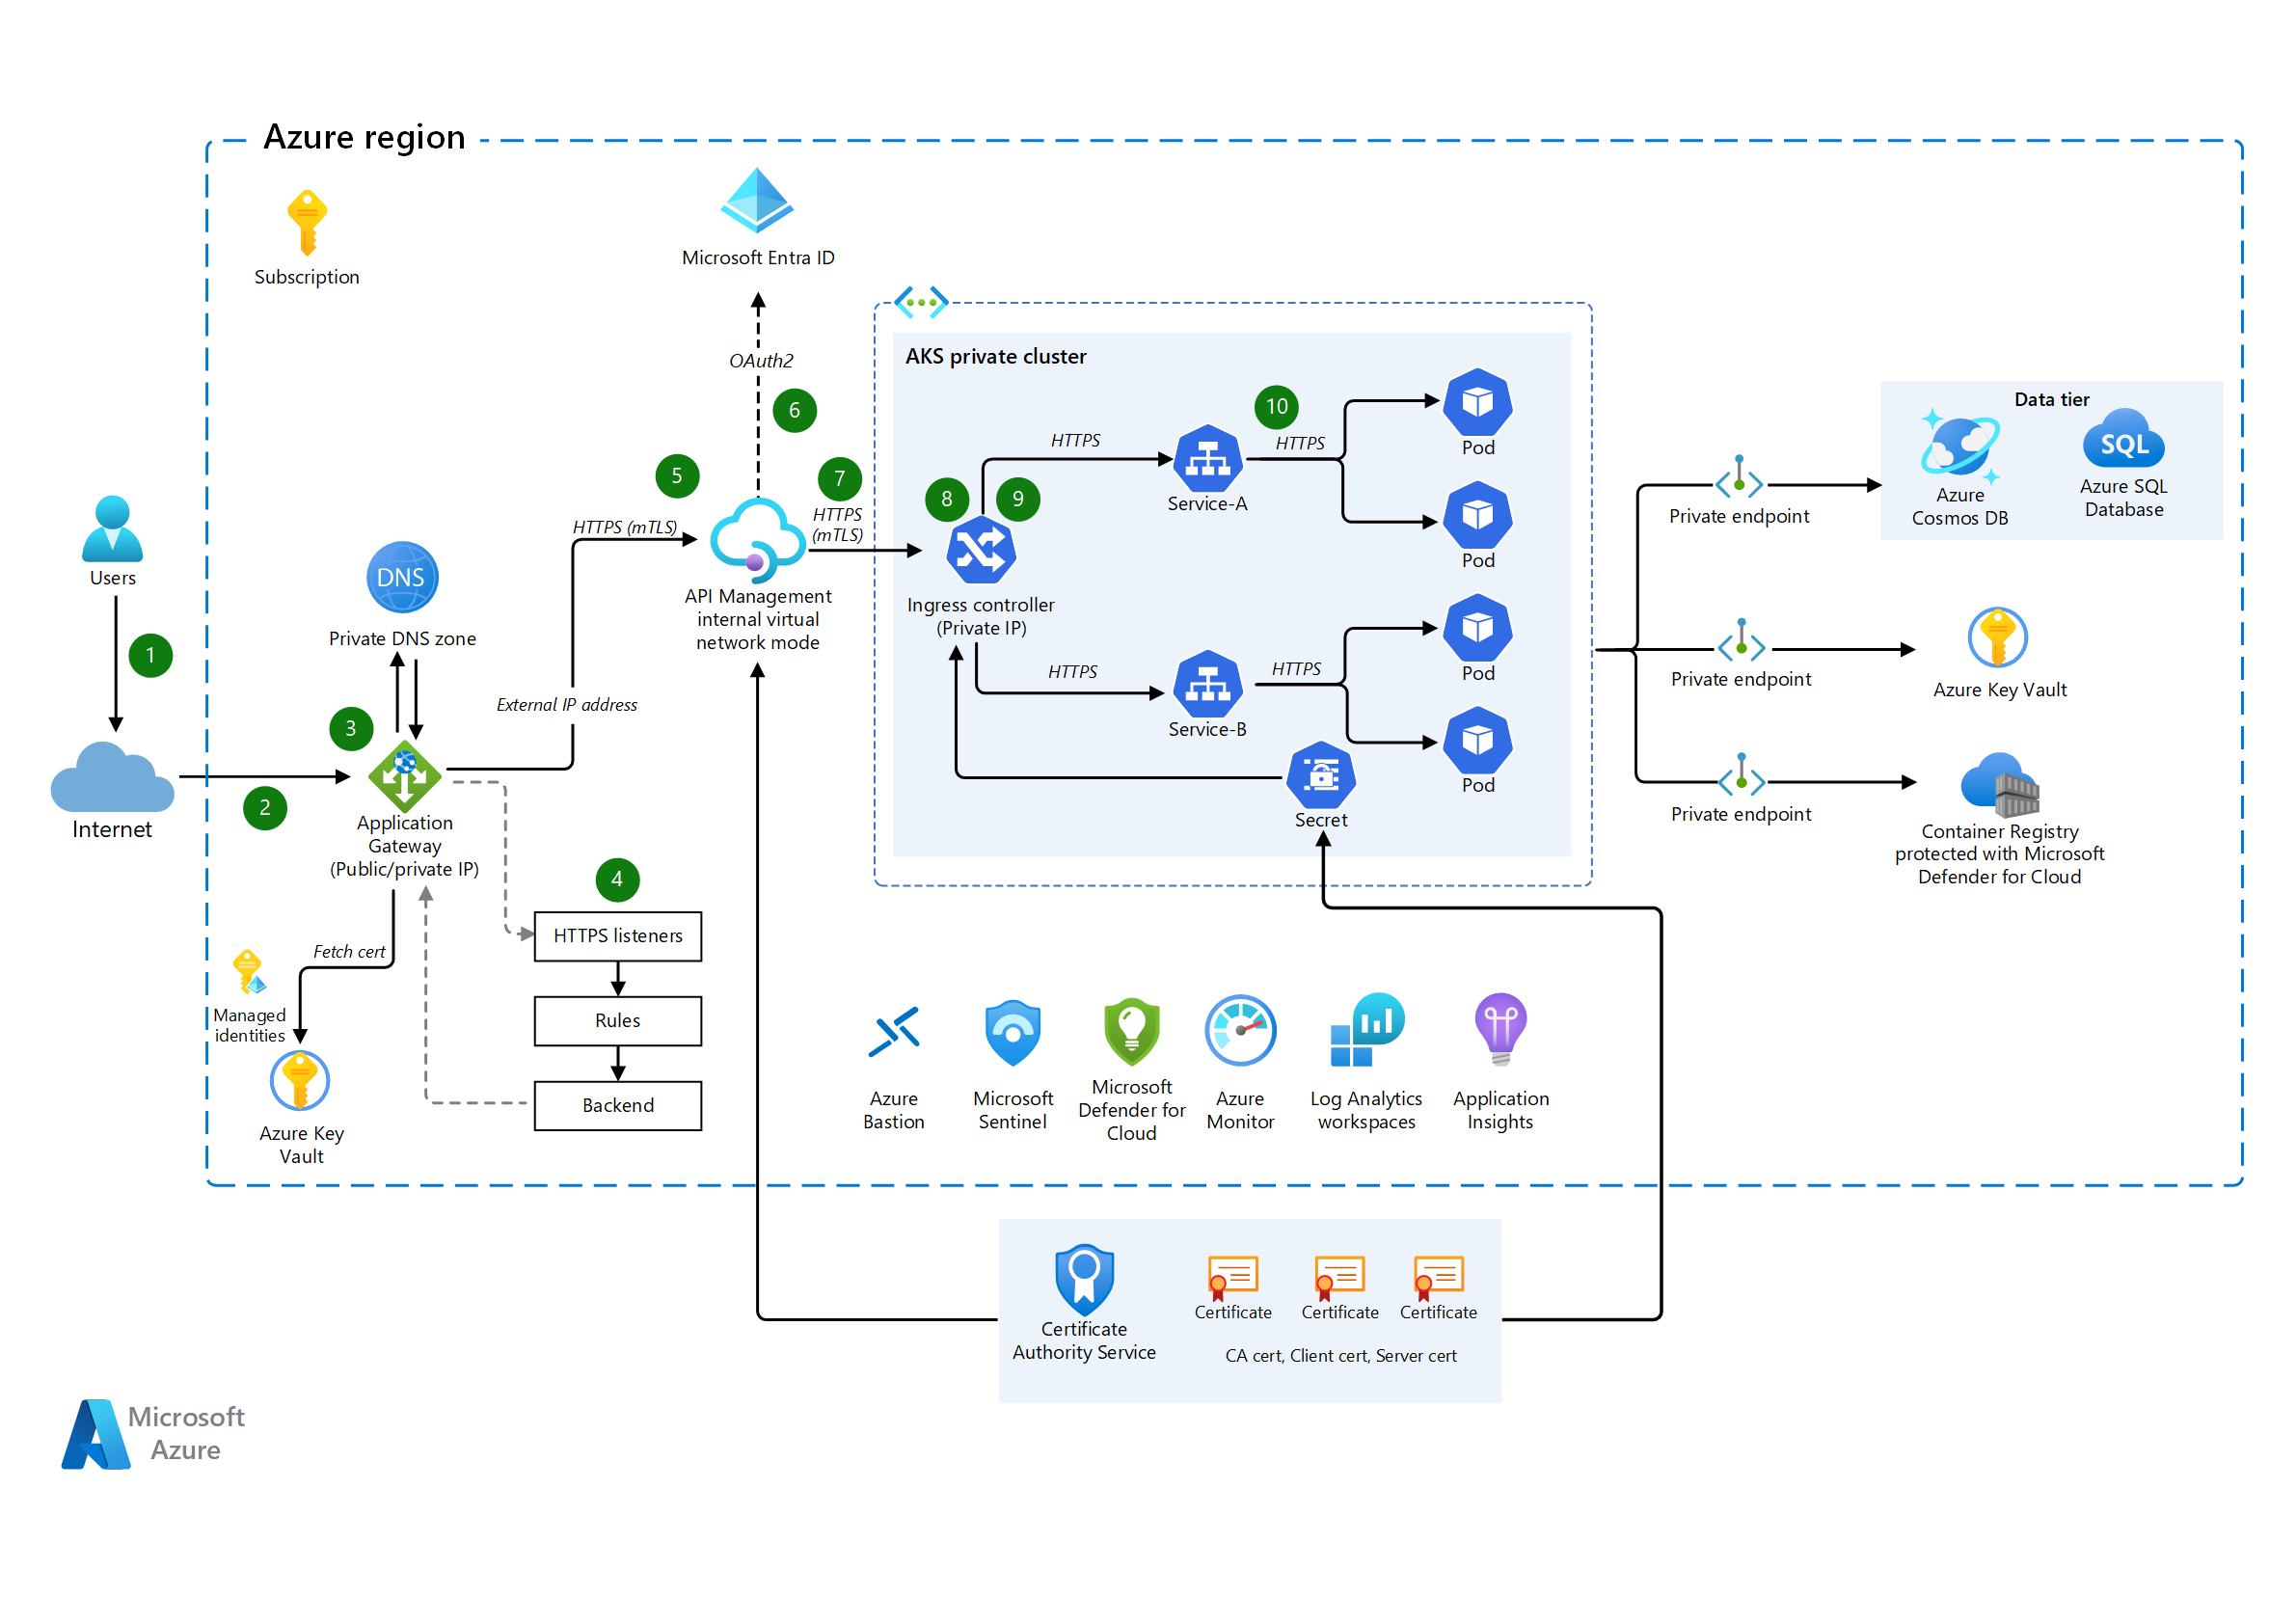 Azure region
Subscription
Microsoft Entra ID
OAuth2
6
5
7
HTTPS (mTLS)
HTTPS
(mTLS)
API Management
internal virtual
network mode
Users
1
Internet
2
DNS
Private DNS zone
3
External IP address
Application
Gateway
(Public/private IP)
4
HTTPS listeners
Rules
Backend
Fetch cert
Managed
identities
Azure Key
Vault
AKS private cluster
8
9
Ingress controller
(Private IP)
HTTPS
Service-A
10
HTTPS
Pod
Pod
HTTPS
Service-B
HTTPS
Pod
Pod
Secret
Private endpoint
Data tier
Azure
Cosmos DB
SQL
Azure SQL
Database
Private endpoint
Azure Key Vault
Private endpoint
Container Registry
protected with Microsoft
Defender for Cloud
Azure
Bastion
Microsoft
Sentinel
Microsoft
Defender for
Cloud
Azure
Monitor
Log Analytics
workspaces
Application
Insights
Certificate
Authority Service
Certificate
Certificate
Certificate
CA cert, Client cert, Server cert
Microsoft
Azure